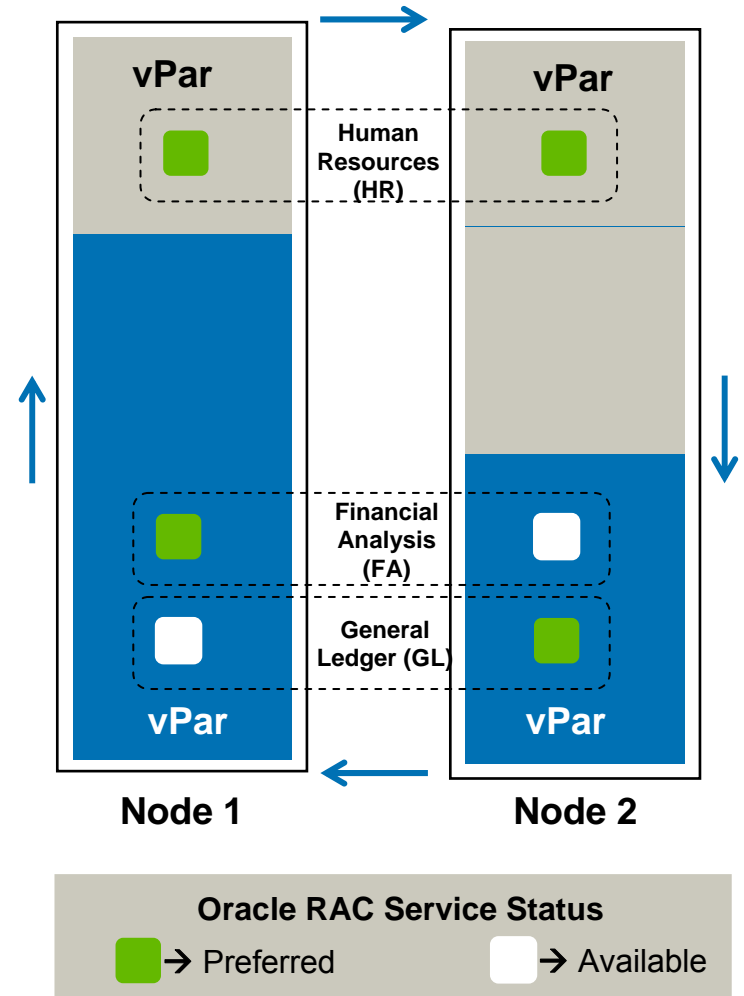 vPar
vPar
Human
Resources
(HR)
Financial
Analysis
(FA)
General
Ledger (GL)
vPar
vPar
Node 1
Node 2
Oracle RAC Service Status
→ Preferred
→ Available